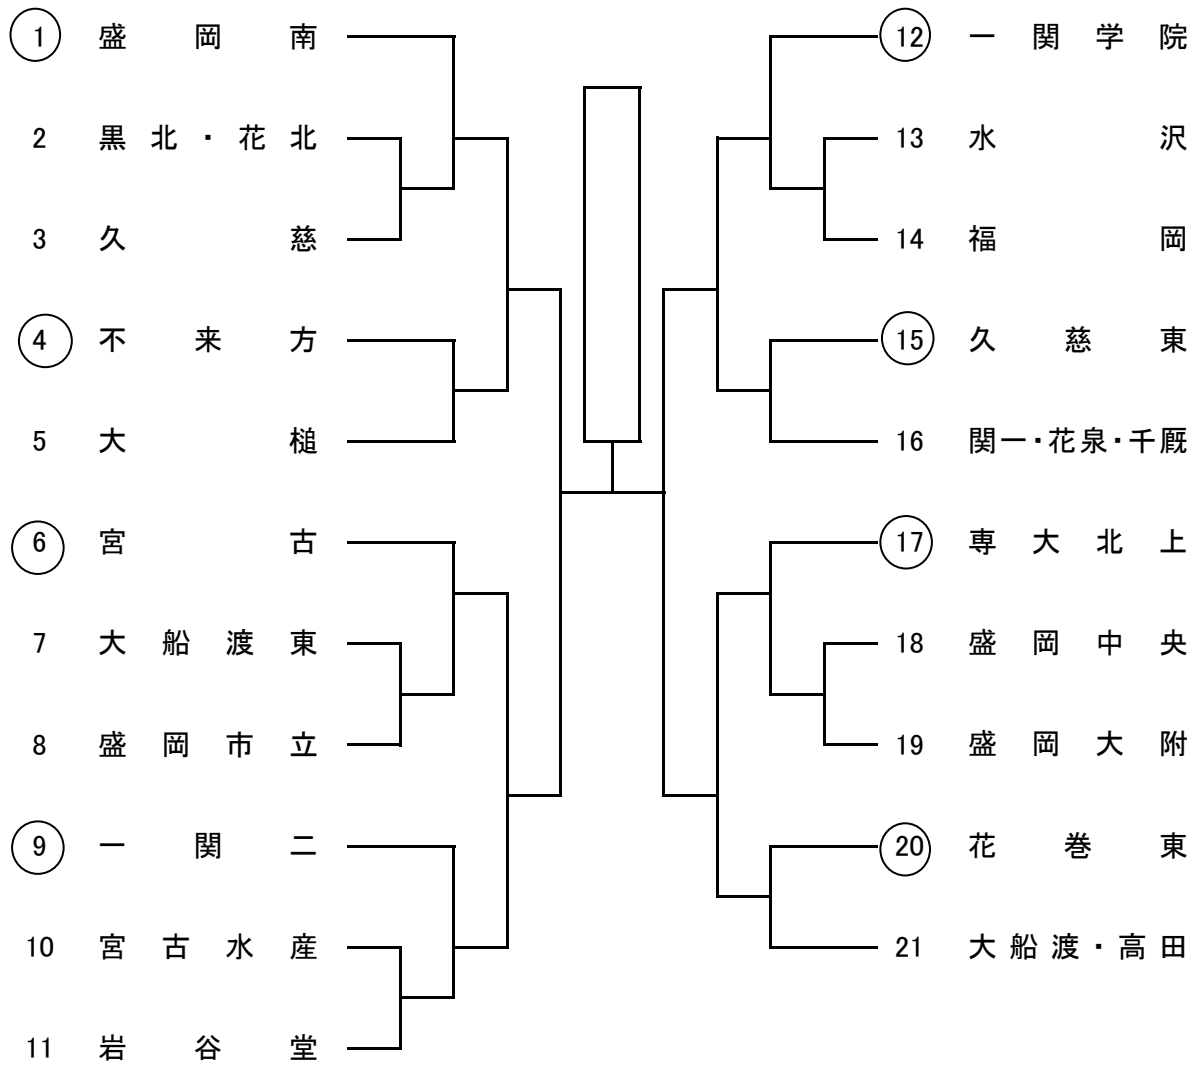 1 盛岡南
2 黒北・花北
3 久慈
4 不来方
5 大槌
6 宮古
7 大船渡東
8 盛岡市立
9 一関二
10 宮古水産
11 岩谷堂
12 一関学院
13 水沢
14 福岡
15 久慈東
16 関一・花泉・千厩
17 専大北上
18 盛岡中央
19 盛岡大附
20 花巻東
21 大船渡・高田